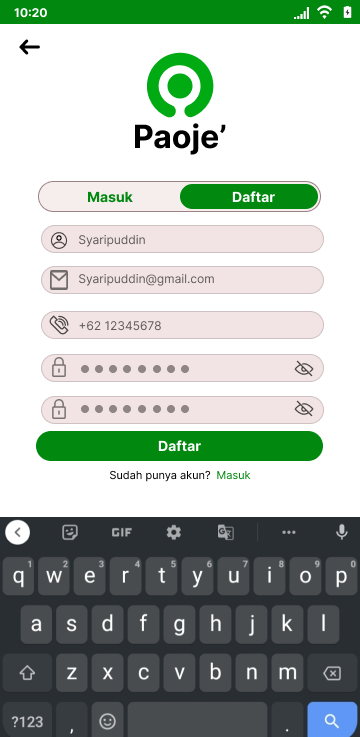 10:20
Paoje’
Masuk Daftar
Syaripuddin
Syaripuddin@gmail.com
+62 12345678
Daftar
Sudah punya akun? Masuk
GIF
q1 w2 e3 r4 t5 y6 u7 i8 o9 p0
a s d f g h j k l
z x c v b n m
?123 , .